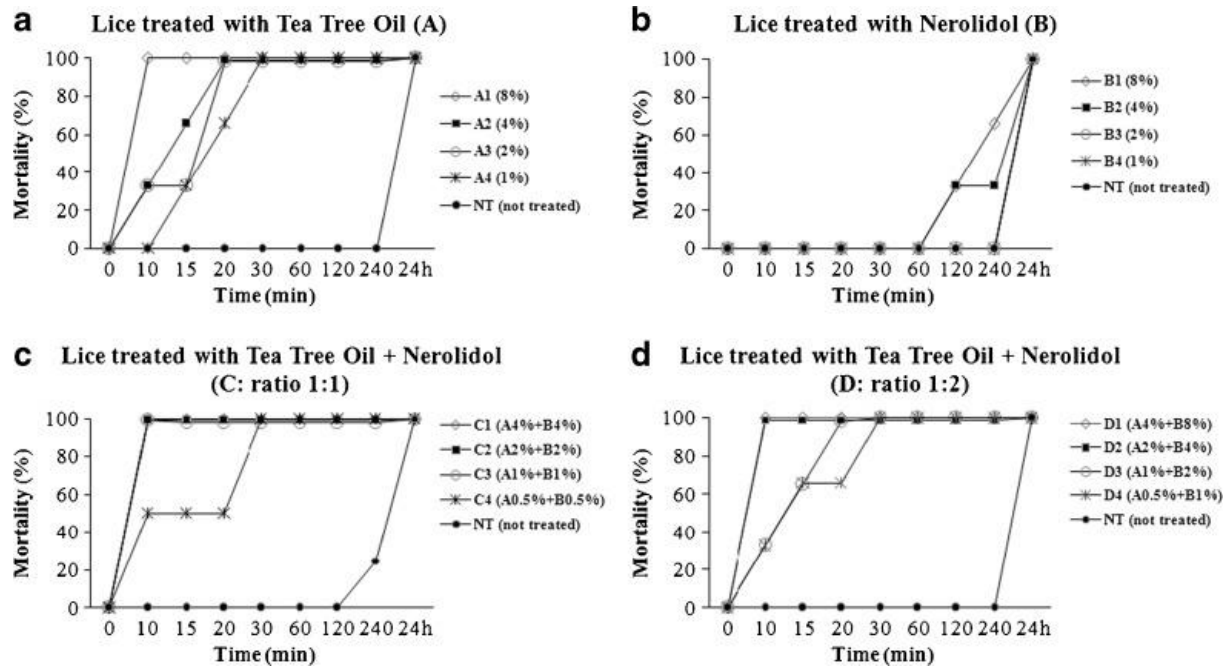 a Lice treated with Tea Tree Oil (A)
Mortality (%)
100
80
60
40
20
0
0 10 15 20 30 60 120 240 24h
Time (min)
A1 (8%)
A2 (4%)
A3 (2%)
A4 (1%)
NT (not treated)
b Lice treated with Nerolidol (B)
Mortality (%)
100
80
60
40
20
0
0 10 15 20 30 60 120 240 24h
Time (min)
B1 (8%)
B2 (4%)
B3 (2%)
B4 (1%)
NT (not treated)
c Lice treated with Tea Tree Oil + Nerolidol
(C: ratio 1:1)
Mortality (%)
100
80
60
40
20
0
0 10 15 20 30 60 120 240 24h
Time (min)
C1 (A4%+B4%)
C2 (A2%+B2%)
C3 (A1%+B1%)
C4 (A0.5%+B0.5%)
NT (not treated)
d Lice treated with Tea Tree Oil + Nerolidol
(D: ratio 1:2)
Mortality (%)
100
80
60
40
20
0
0 10 15 20 30 60 120 240 24h
Time (min)
D1 (A4%+B8%)
D2 (A2%+B4%)
D3 (A1%+B2%)
D4 (A0.5%+B1%)
NT (not treated)